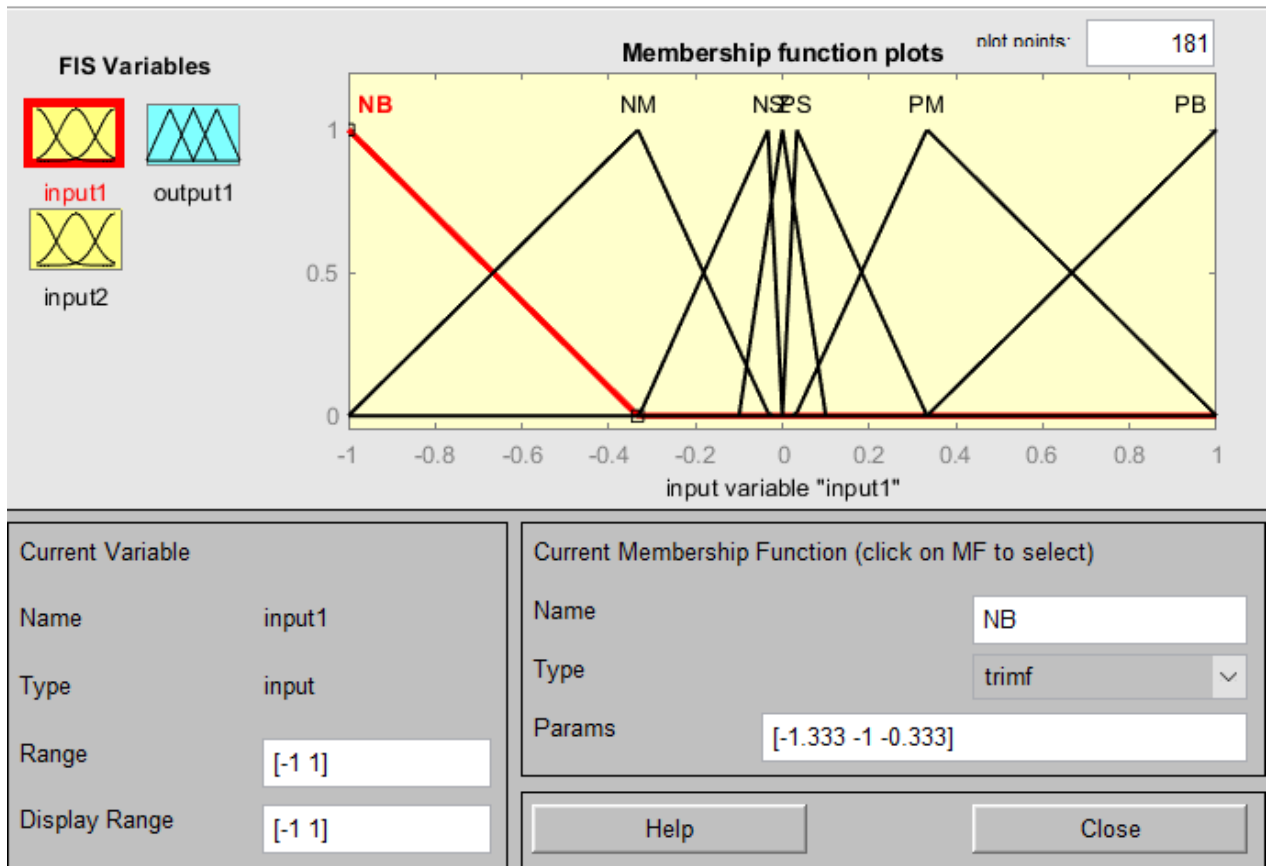 FIS Variables
input1
output1
input2
Membership function plots
plot points:
181
NB
NM
NS
Z
PS
PM
PB
1
0.5
0
-1
-0.8
-0.6
-0.4
-0.2
0
0.2
0.4
0.6
0.8
1
input variable "input1"
Current Variable
Name
input1
Type
input
Range
[-1 1]
Display Range
[-1 1]
Current Membership Function (click on MF to select)
Name
NB
Type
trimf
Params
[-1.333 -1 -0.333]
Help
Close